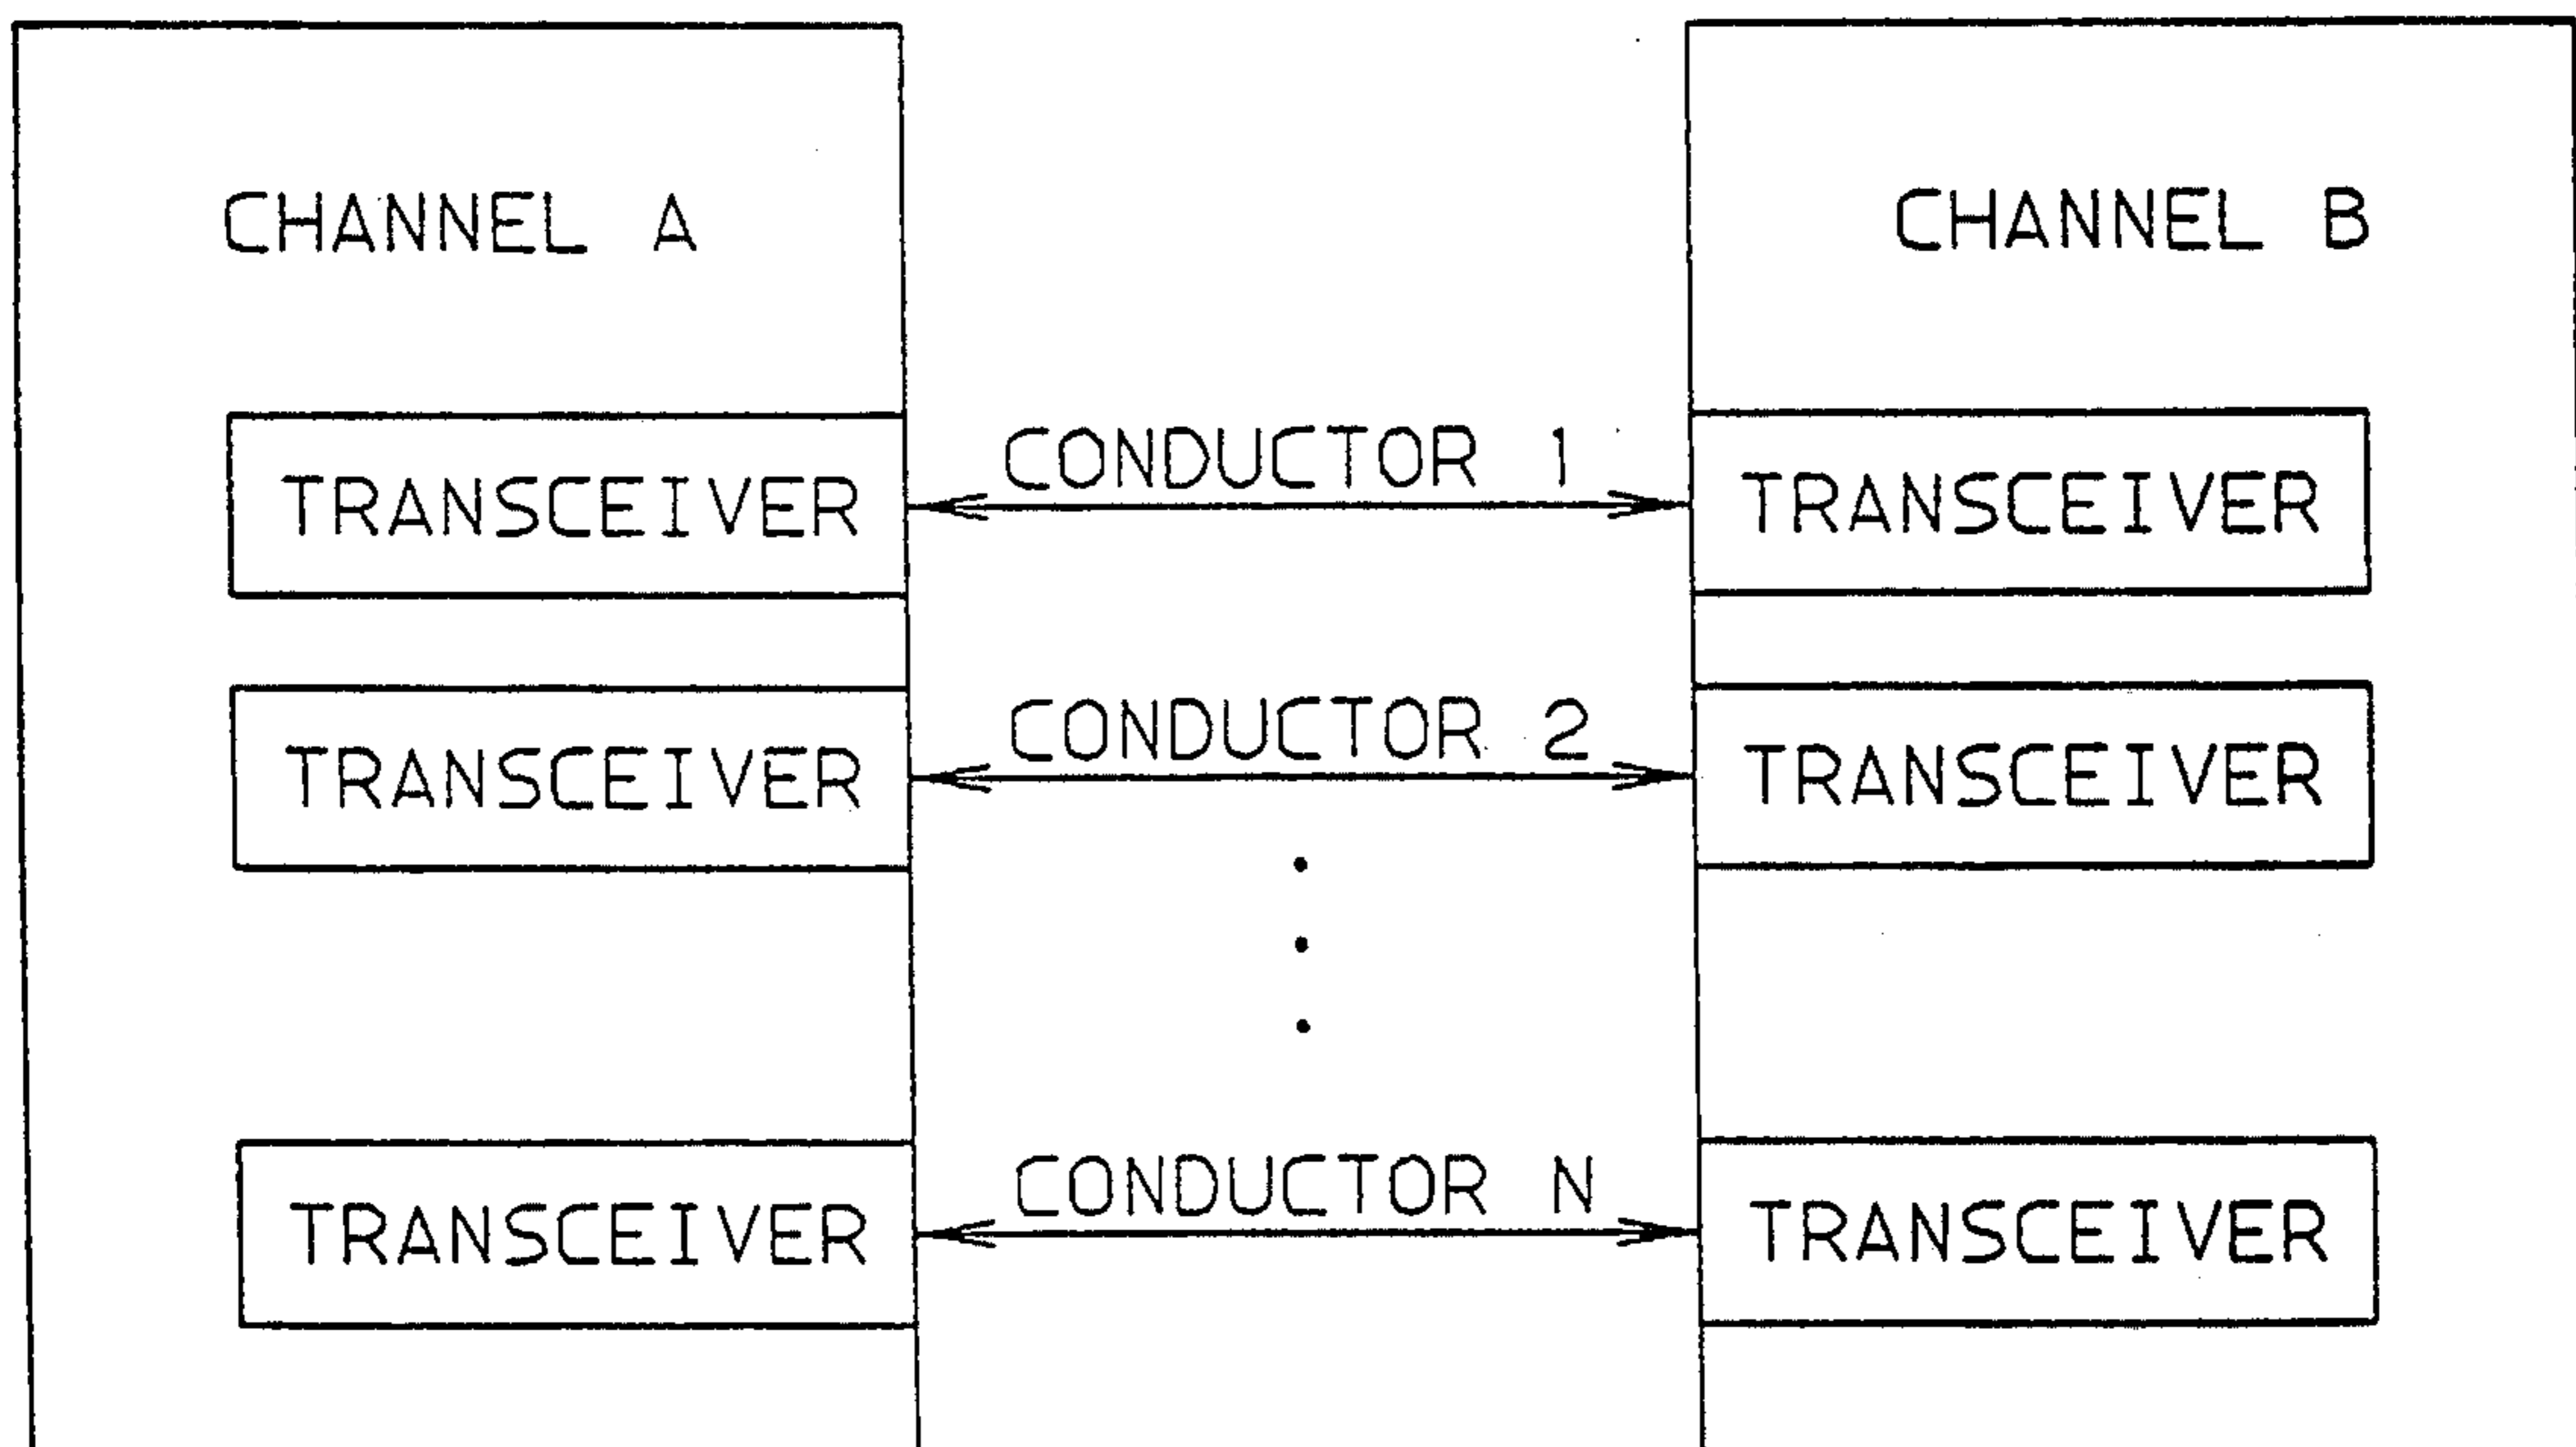 CHANNEL A
CHANNEL B
TRANSCEIVER
CONDUCTOR 1
TRANSCEIVER
TRANSCEIVER
CONDUCTOR 2
TRANSCEIVER
TRANSCEIVER
CONDUCTOR N
TRANSCEIVER